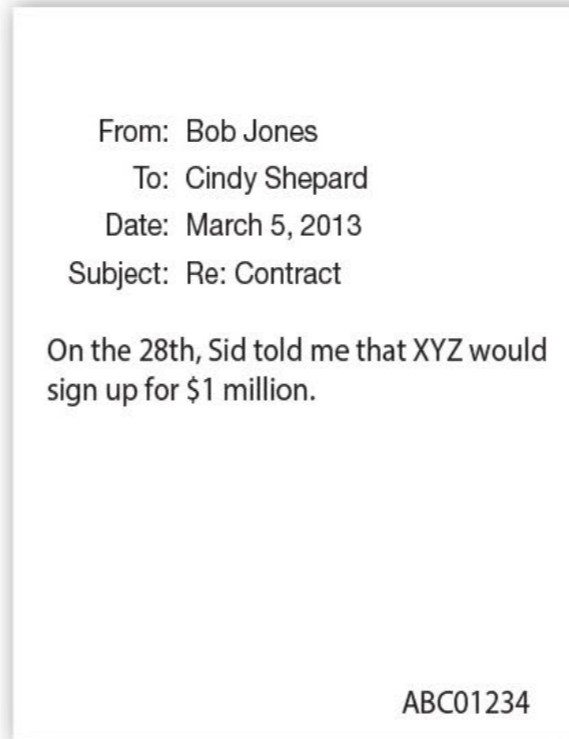 From: Bob Jones
To: Cindy Shepard
Date: March 5, 2013
Subject: Re: Contract
On the 28th, Sid told me that XYZ would
sign up for $1 million.
ABC01234